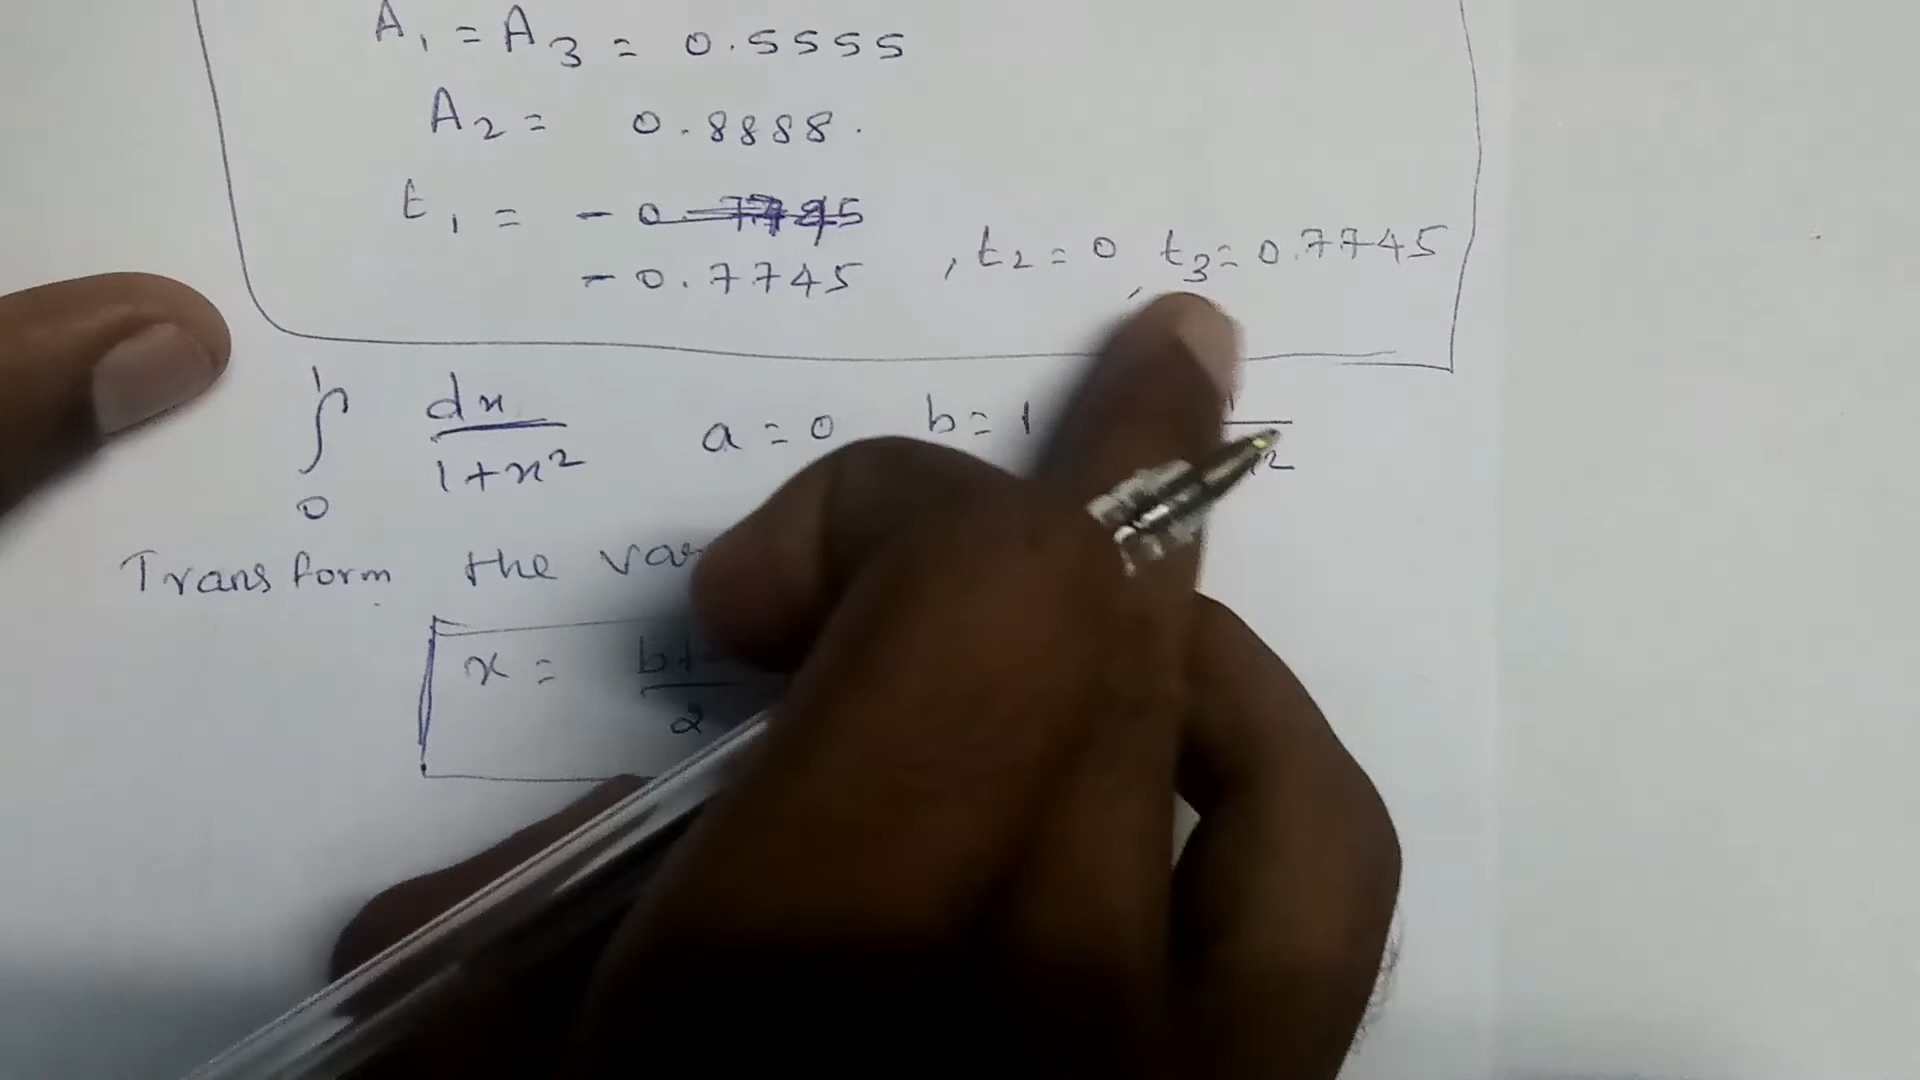 A₁ = A₃ = 0.5555
A₂ = 0.8888.
t₁ = - 0.7745
- 0.7745 , t₂ = 0 , t₃ = 0.7745
∫₀¹ dx/(1+x²) a = 0 b = 1
Transform the
x =
2